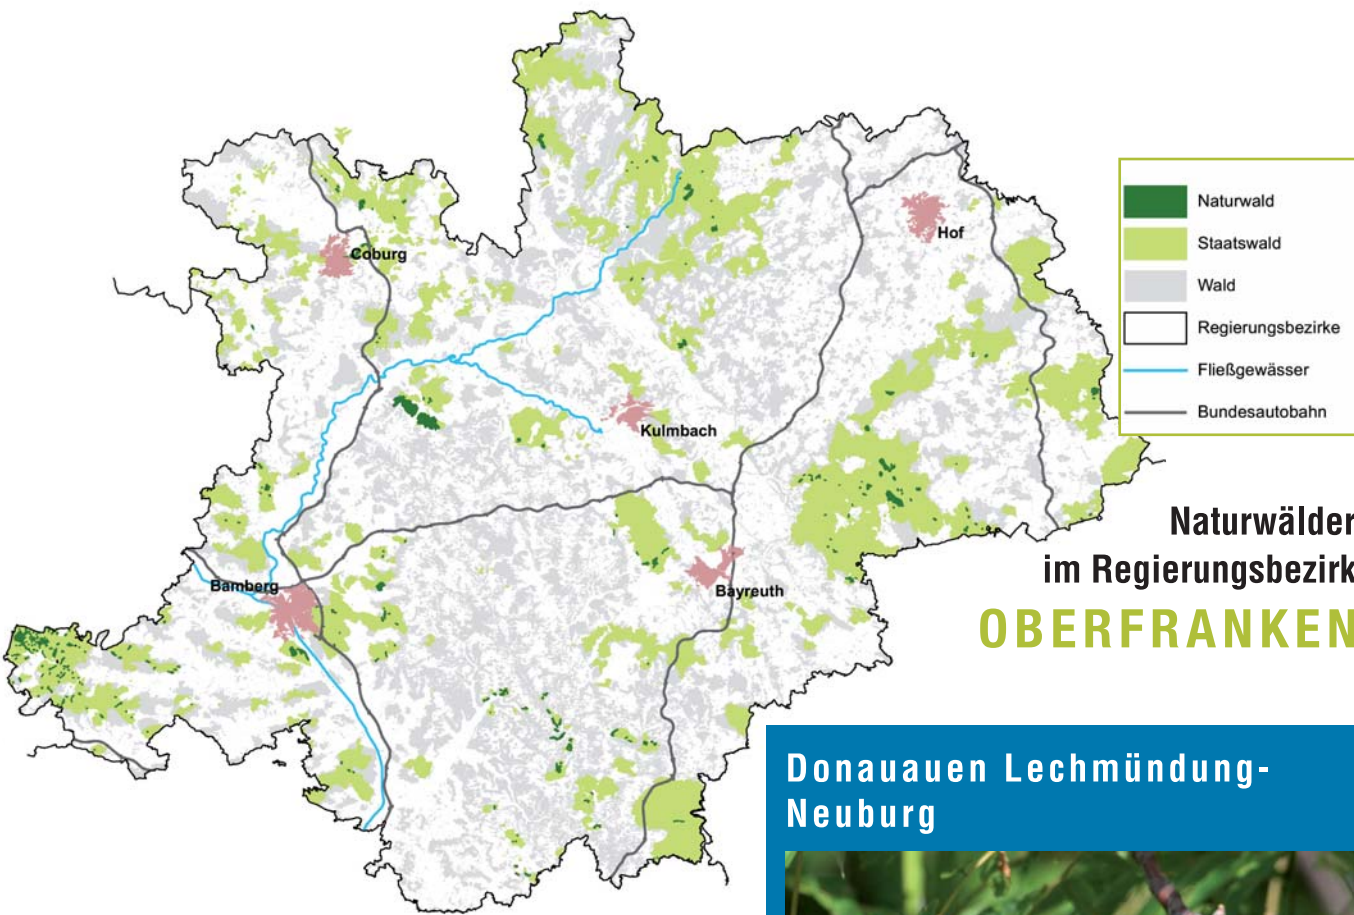 Coburg
Hof
Kulmbach
Bamberg
Bayreuth
Naturwald
Staatswald
Wald
Regierungsbezirke
Fließgewässer
Bundesautobahn
Naturwälder
im Regierungsbezirk
OBERFRANKEN
Donauauen Lechmündung-
Neuburg